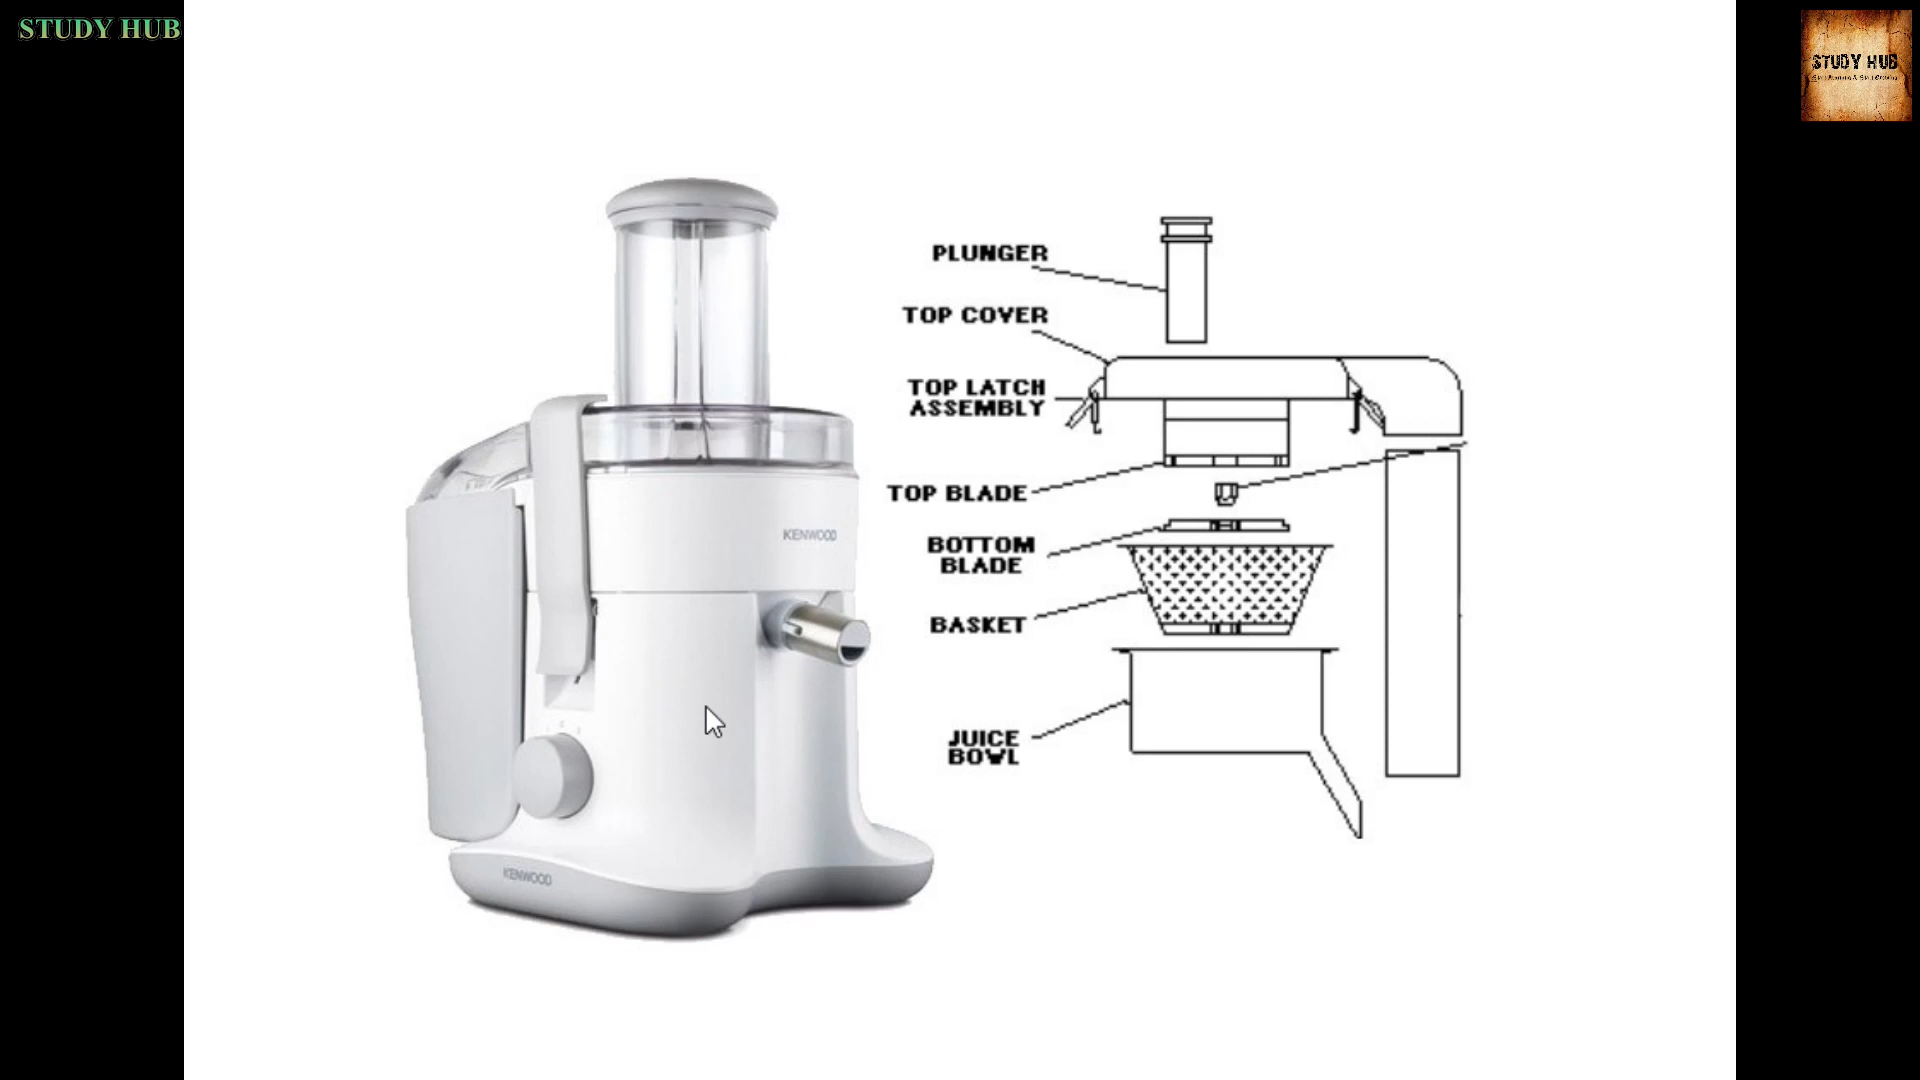 STUDY HUB
STUDY HUB
PLUNGER
TOP COVER
TOP LATCH
ASSEMBLY
TOP BLADE
BOTTOM
BLADE
BASKET
JUICE
BOWL
KENWOOD
KENWOOD